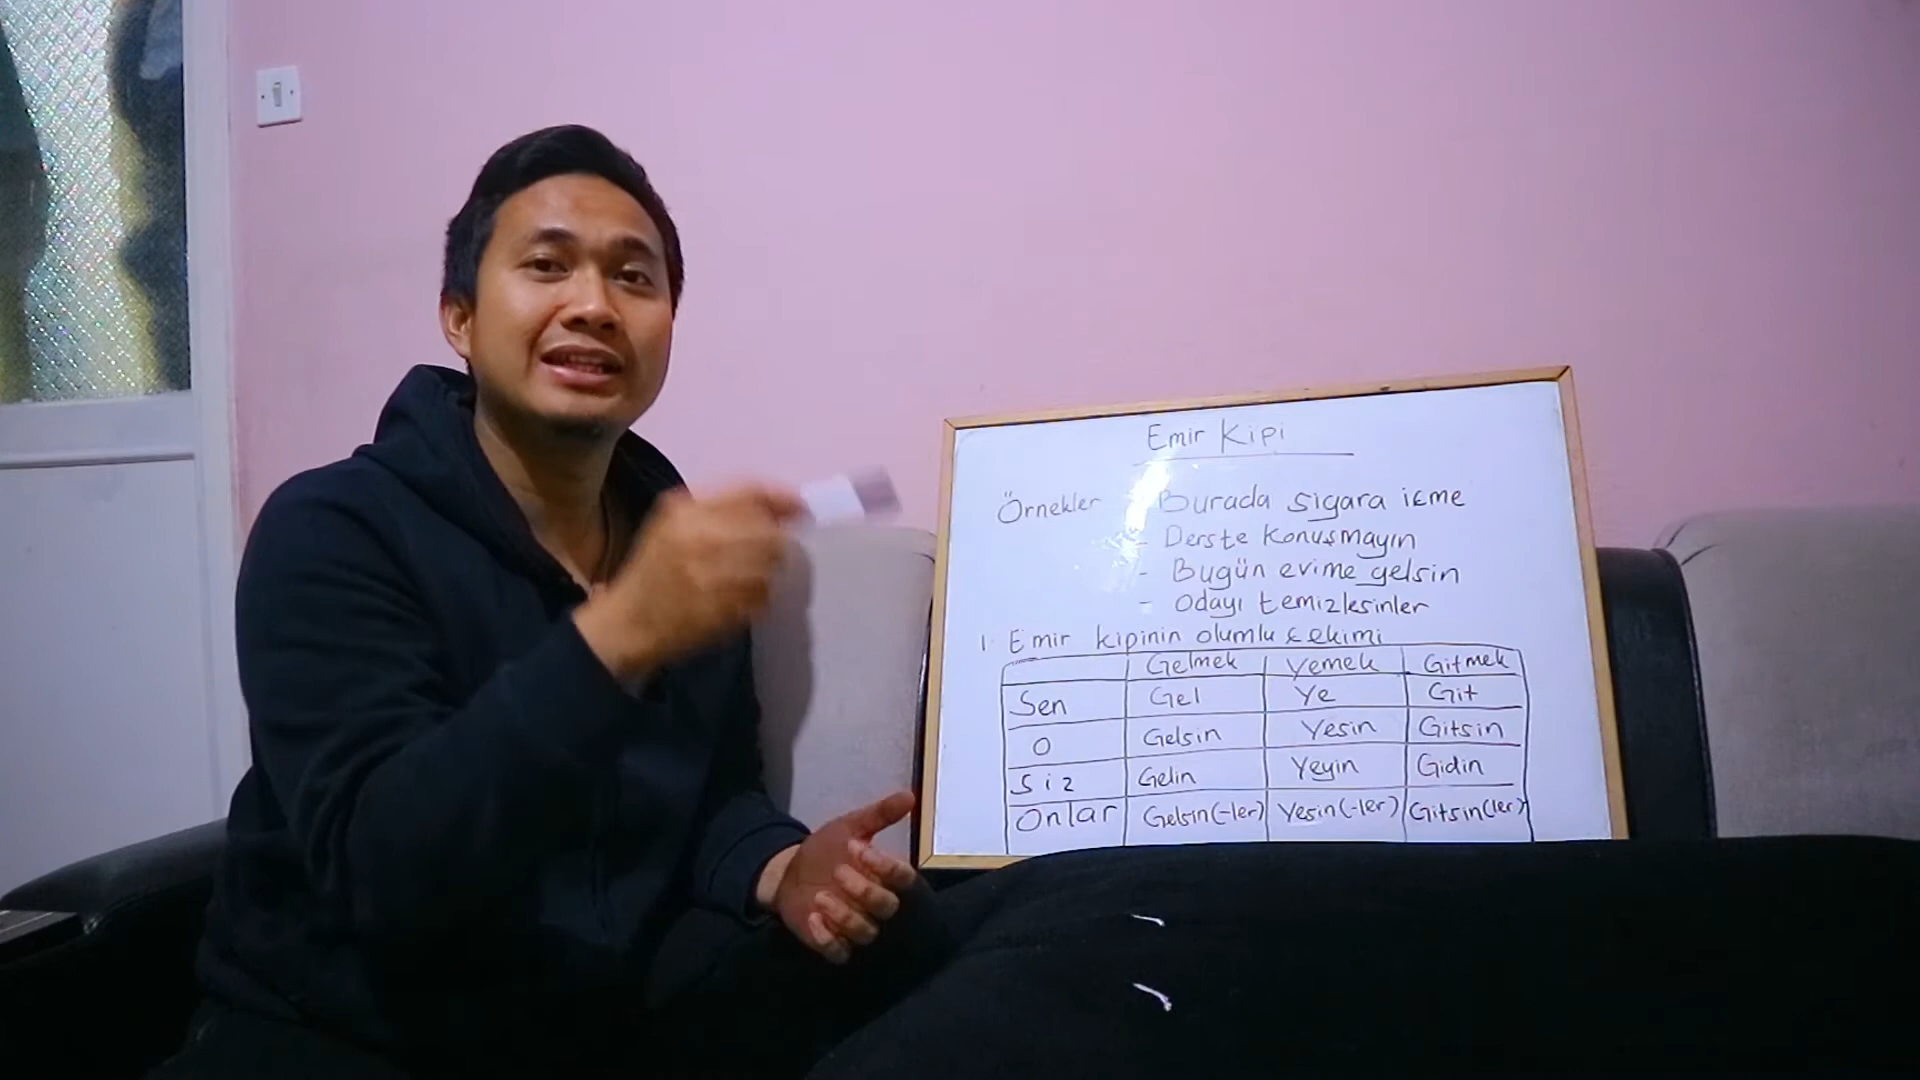 Emir Kipi
Örnekler - Burada sigara içme
- Derste Konuşmayın
- Bugün evime gelsin
- Odayı temizlesinler
1. Emir kipinin olumlu çekimi
Gelmek Yemek Gitmek
Sen Gel Ye Git
O Gelsin Yesin Gitsin
Siz Gelin Yeyin Gidin
Onlar Gelsin(-ler) Yesin(-ler) Gitsin(ler)